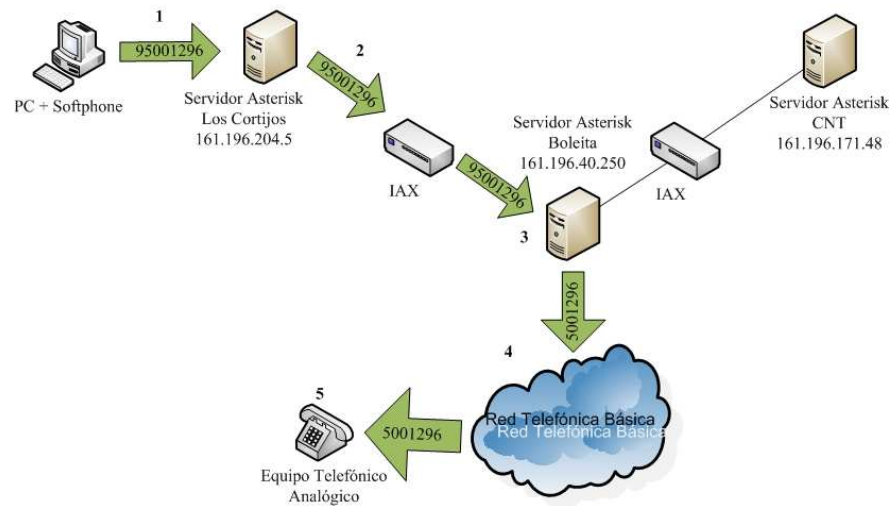 1
95001296
2
95001296
PC + Softphone
Servidor Asterisk
Los Cortijos
161.196.204.5
IAX
95001296
Servidor Asterisk
Boleita
161.196.40.250
IAX
Servidor Asterisk
CNT
161.196.171.48
3
5001296
4
Red Telefónica Básica
Red Telefónica Básica
5001296
5
Equipo Telefónico
Analógico